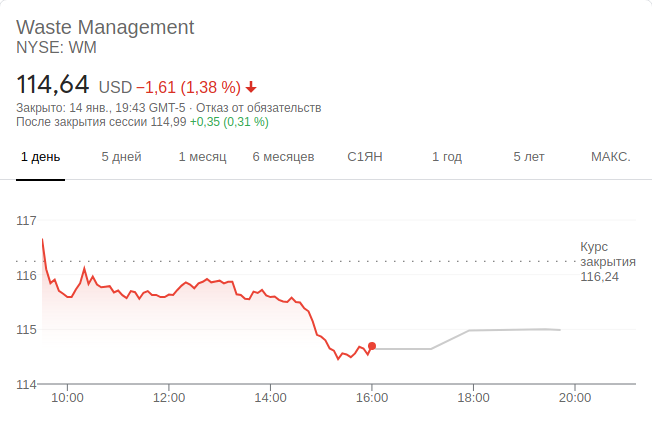 Waste Management
NYSE: WM
114,64 USD −1,61 (1,38 %)
Закрыто: 14 янв., 19:43 GMT-5 · Отказ от обязательств
После закрытия сессии 114,99 +0,35 (0,31 %)
1 день 5 дней 1 месяц 6 месяцев С1ЯН 1 год 5 лет МАКС.
117
Курс
закрытия
116,24
116
115
114
10:00 12:00 14:00 16:00 18:00 20:00